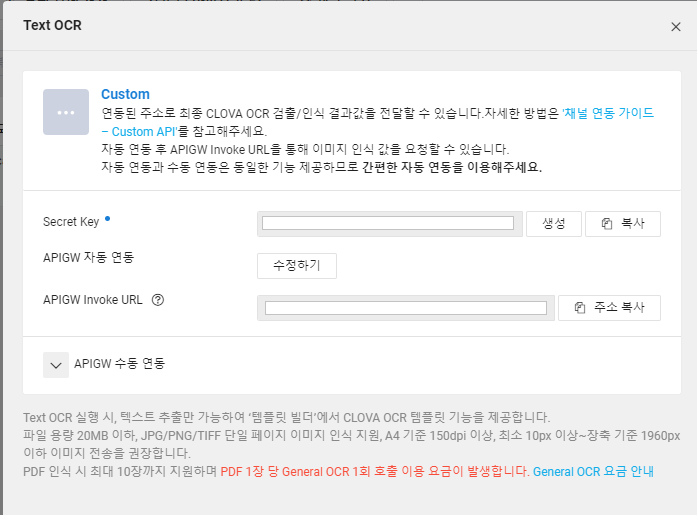 Text OCR
Custom
연동된 주소로 최종 CLOVA OCR 검출/인식 결과값을 전달할 수 있습니다.자세한 방법은 '채널 연동 가이드
– Custom API'를 참고해주세요.
자동 연동 후 APIGW Invoke URL을 통해 이미지 인식 값을 요청할 수 있습니다.
자동 연동과 수동 연동은 동일한 기능 제공하므로 간편한 자동 연동을 이용해주세요.
Secret Key 생성 복사
APIGW 자동 연동 수정하기
APIGW Invoke URL 주소 복사
APIGW 수동 연동
Text OCR 실행 시, 텍스트 추출만 가능하여 '템플릿 빌더'에서 CLOVA OCR 템플릿 기능을 제공합니다.
파일 용량 20MB 이하, JPG/PNG/TIFF 단일 페이지 이미지 인식 지원, A4 기준 150dpi 이상, 최소 10px 이상~장축 기준 1960px
이하 이미지 전송을 권장합니다.
PDF 인식 시 최대 10장까지 지원하며 PDF 1장 당 General OCR 1회 호출 이용 요금이 발생합니다. General OCR 요금 안내